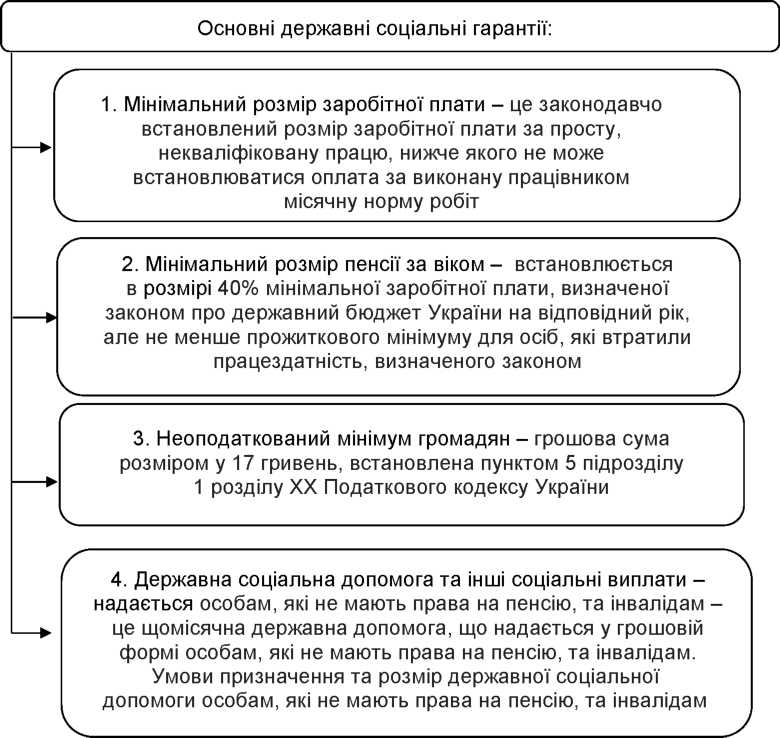 Основні державні соціальні гарантії:
1. Мінімальний розмір заробітної плати – це законодавчо
встановлений розмір заробітної плати за просту,
некваліфіковану працю, нижче якого не може
встановлюватися оплата за виконану працівником
місячну норму робіт
2. Мінімальний розмір пенсії за віком – встановлюється
в розмірі 40% мінімальної заробітної плати, визначеної
законом про державний бюджет України на відповідний рік,
але не менше прожиткового мінімуму для осіб, які втратили
працездатність, визначеного законом
3. Неоподаткований мінімум громадян – грошова сума
розміром у 17 гривень, встановлена пунктом 5 підрозділу
1 розділу XX Податкового кодексу України
4. Державна соціальна допомога та інші соціальні виплати –
надається особам, які не мають права на пенсію, та інвалідам –
це щомісячна державна допомога, що надається у грошовій
формі особам, які не мають права на пенсію, та інвалідам.
Умови призначення та розмір державної соціальної
допомоги особам, які не мають права на пенсію, та інвалідам